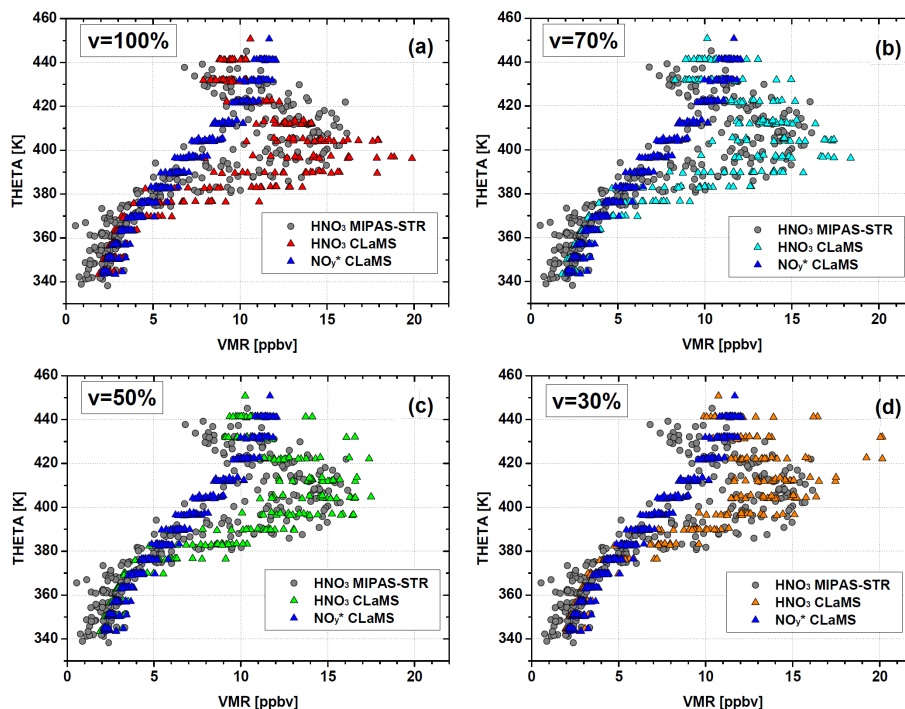 v=100%
(a)
THETA [K]
460
440
420
400
380
360
340
HNO₃ MIPAS-STR
HNO₃ CLaMS
NOy* CLaMS
0 5 10 15 20
VMR [ppbv]
v=70%
(b)
THETA [K]
460
440
420
400
380
360
340
HNO₃ MIPAS-STR
HNO₃ CLaMS
NOy* CLaMS
0 5 10 15 20
VMR [ppbv]
v=50%
(c)
THETA [K]
460
440
420
400
380
360
340
HNO₃ MIPAS-STR
HNO₃ CLaMS
NOy* CLaMS
0 5 10 15 20
VMR [ppbv]
v=30%
(d)
THETA [K]
460
440
420
400
380
360
340
HNO₃ MIPAS-STR
HNO₃ CLaMS
NOy* CLaMS
0 5 10 15 20
VMR [ppbv]